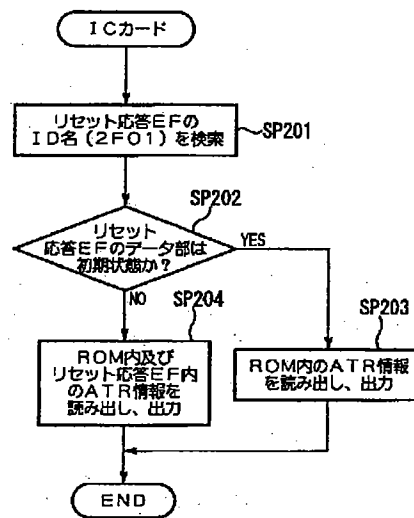 ICカード
リセット応答EFの
ID名(2F01)を検索
SP201
SP202
リセット
応答EFのデータ部は
初期状態か?
YES
NO
SP204
SP203
ROM内及び
リセット応答EF内
のATR情報を
読み出し、出力
ROM内のATR情報
を読み出し、出力
END